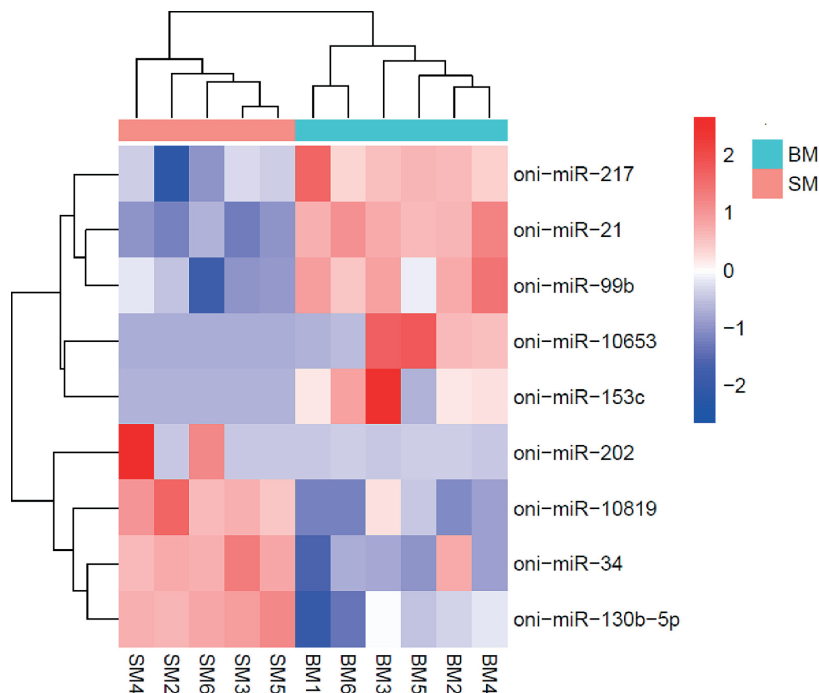 oni-miR-217
oni-miR-21
oni-miR-99b
oni-miR-10653
oni-miR-153c
oni-miR-202
oni-miR-10819
oni-miR-34
oni-miR-130b-5p
SM4
SM2
SM6
SM3
SM5
BM1
BM6
BM3
BM5
BM2
BM4
2
1
0
−1
−2
BM
SM